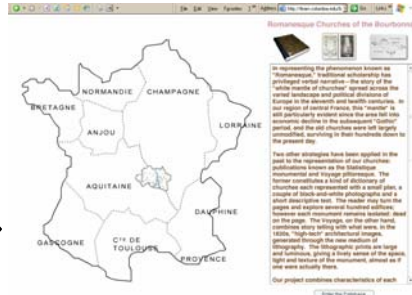 File Edit View Favorites
Address
Go
Links
Romanesque Churches of the Bourbonnais
NORMANDIE
CHAMPAGNE
BRETAGNE
ANJOU
LORRAINE
AQUITAINE
DAUPHINE
GASCOGNE
CTE DE
TOULOUSE
PROVENCE
In representing the phenomenon known as
"Romanesque," traditional scholarship has
privileged verbal narrative—the story of the
"white mantle of churches" spread across the
varied landscape and political divisions of
Europe in the eleventh and twelfth centuries. In
our region of central France, this "mantle" is
still particularly evident since the area fell into
economic decline in the subsequent "Gothic"
period, and the old churches were left largely
unmodified, surviving in their hundreds down to
the present day.
Two other strategies have been applied in the
past to the representation of our churches:
publications known as the Statistique
monumental and Voyage pittoresque. The
former constitutes a kind of dictionary of
churches each represented with a small plan, a
couple of black-and-white photographs and a
short descriptive text. The reader may turn the
pages and explore several hundred edifices;
however each monument remains isolated: dead
on the page. The Voyage, on the other hand,
combines story telling with what were, in the
1830s, "high-tech" architectural images,
generated through the new medium of
lithography. The lithographic prints are large
and luminous, giving a lively sense of the space,
light and texture of the monument, almost as if
one were actually there.
Our project combines characteristics of each